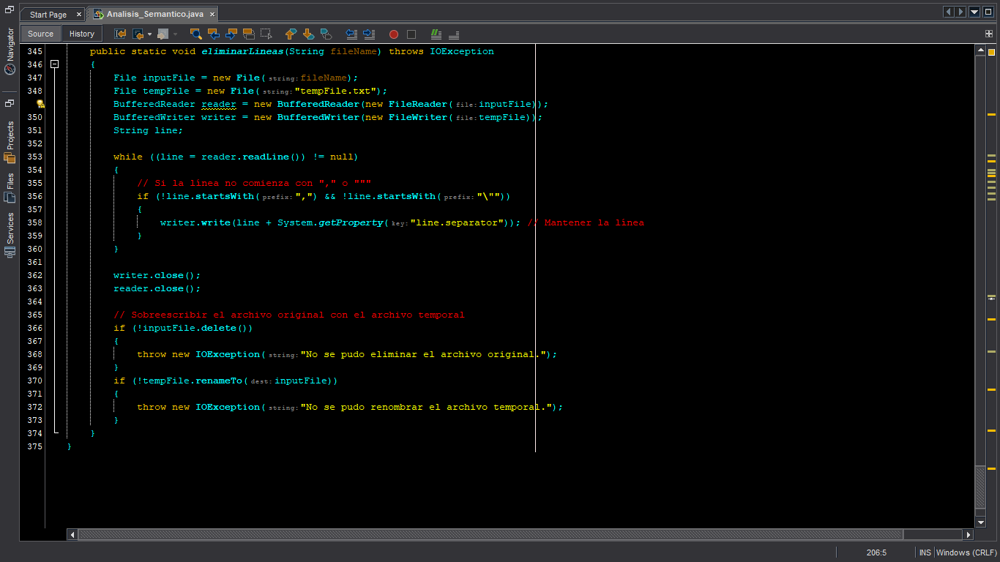 Start Page
Analisis_Semantico.java
Source
History
Navigator
Projects
Files
Services
345 public static void eliminarLineas(String fileName) throws IOException
346 {
347 File inputFile = new File(string:fileName);
348 File tempFile = new File(string:"tempFile.txt");
BufferedReader reader = new BufferedReader(new FileReader(file:inputFile));
350 BufferedWriter writer = new BufferedWriter(new FileWriter(file:tempFile));
351 String line;
352
353 while ((line = reader.readLine()) != null)
354 {
355 // Si la línea no comienza con "," o """
356 if (!line.startsWith(prefix:",") && !line.startsWith(prefix:"\""))
357 {
358 writer.write(line + System.getProperty(key:"line.separator")); // Mantener la línea
359 }
360 }
361
362 writer.close();
363 reader.close();
364
365 // Sobreescribir el archivo original con el archivo temporal
366 if (!inputFile.delete())
367 {
368 throw new IOException(string:"No se pudo eliminar el archivo original.");
369 }
370 if (!tempFile.renameTo(dest:inputFile))
371 {
372 throw new IOException(string:"No se pudo renombrar el archivo temporal.");
373 }
374 }
375 }
206:5 INS Windows (CRLF)